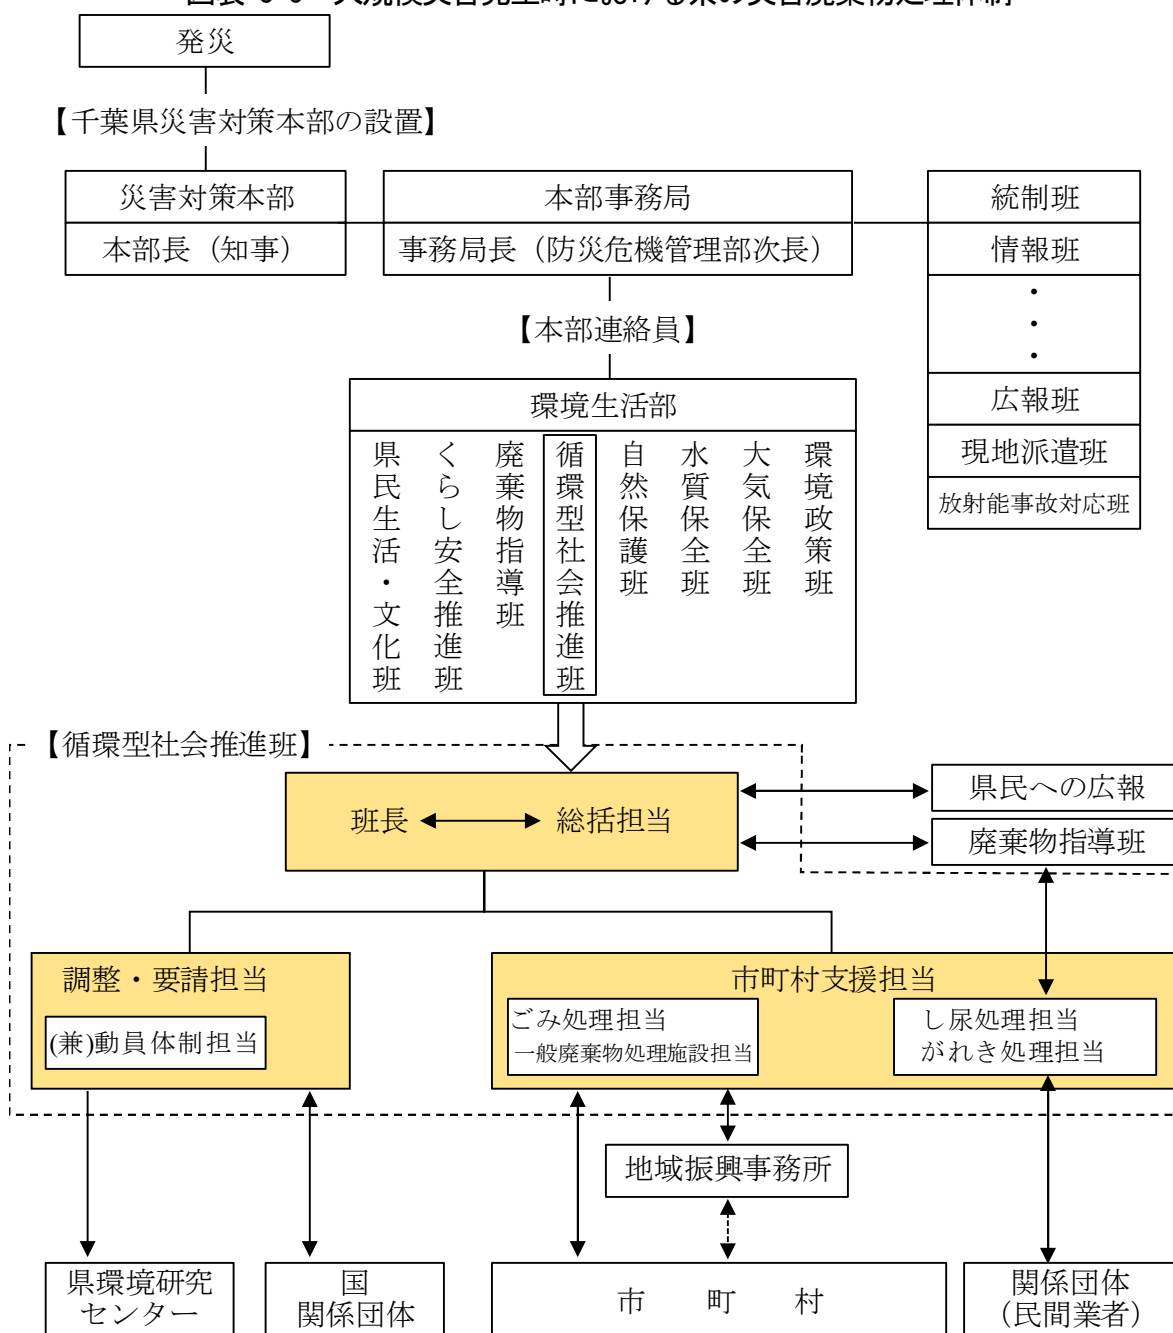 発災
【千葉県災害対策本部の設置】
災害対策本部
本部長（知事）
本部事務局
事務局長（防災危機管理部次長）
統制班
情報班
・
・
・
広報班
現地派遣班
放射能事故対応班
【本部連絡員】
環境生活部
県民生活・文化班
くらし安全推進班
廃棄物指導班
循環型社会推進班
自然保護班
水質保全班
大気保全班
環境政策班
【循環型社会推進班】
班長
総括担当
県民への広報
廃棄物指導班
調整・要請担当
(兼)動員体制担当
市町村支援担当
ごみ処理担当
一般廃棄物処理施設担当
し尿処理担当
がれき処理担当
地域振興事務所
県環境研究
センター
国
関係団体
市　町　村
関係団体
（民間業者）